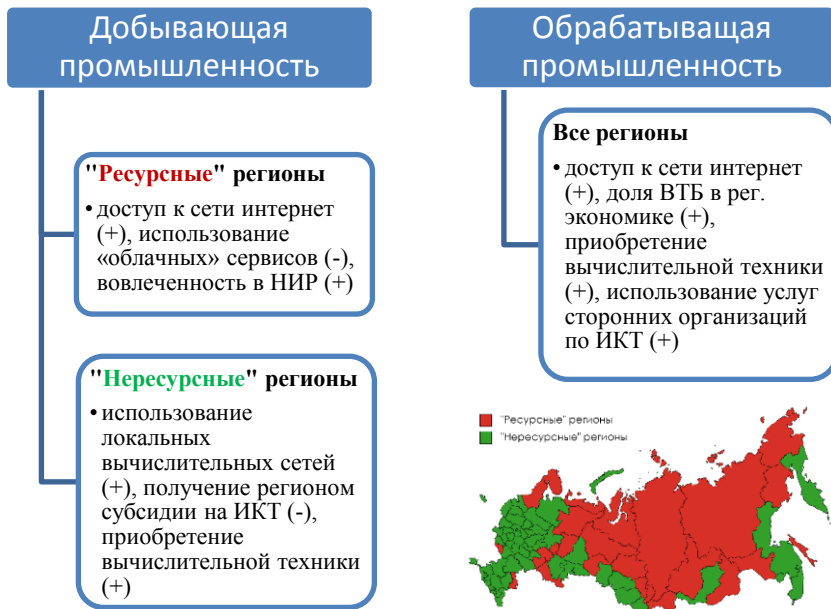 Добывающая
промышленность
"Ресурсные" регионы
• доступ к сети интернет
(+), использование
«облачных» сервисов (-),
вовлеченность в НИР (+)
"Нересурсные" регионы
• использование
локальных
вычислительных сетей
(+), получение регионом
субсидии на ИКТ (-),
приобретение
вычислительной техники
(+)
Обрабатыващая
промышленность
Все регионы
• доступ к сети интернет
(+), доля ВТБ в рег.
экономике (+),
приобретение
вычислительной техники
(+), использование услуг
сторонних организаций
по ИКТ (+)
"Ресурсные" регионы
"Нересурсные" регионы